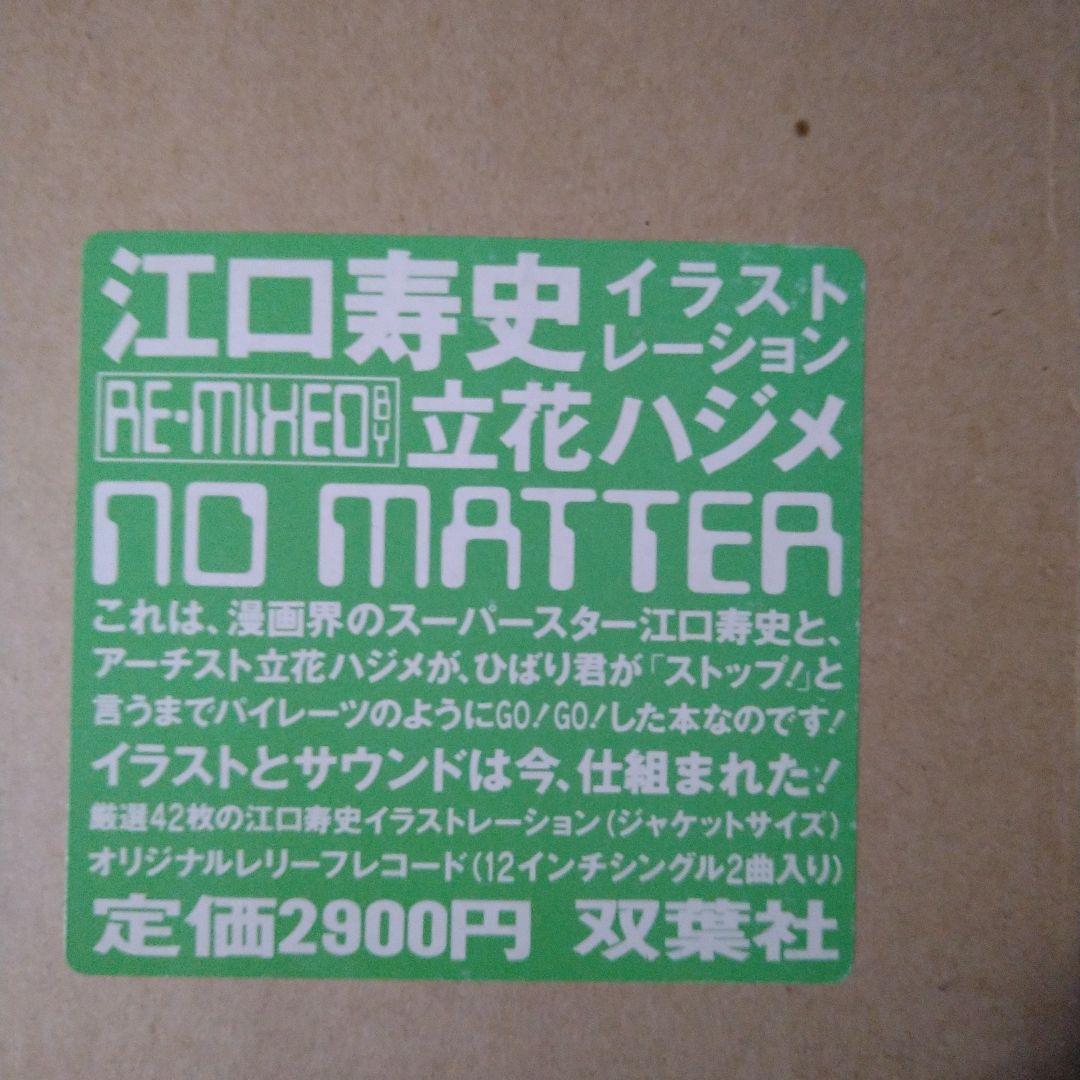 江口寿史イラストレーション
RE・MIXED BY 立花ハジメ
NO MATTER
これは、漫画界のスーパースター江口寿史と、
アーチスト立花ハジメが、ひばり君が「ストップ!」と
言うまでパイレーツのようにGO!GO!した本なのです!
イラストとサウンドは今、仕組まれた!
厳選42枚の江口寿史イラストレーション(ジャケットサイズ)
オリジナルレリーフレコード(12インチシングル2曲入り)
定価2900円 双葉社